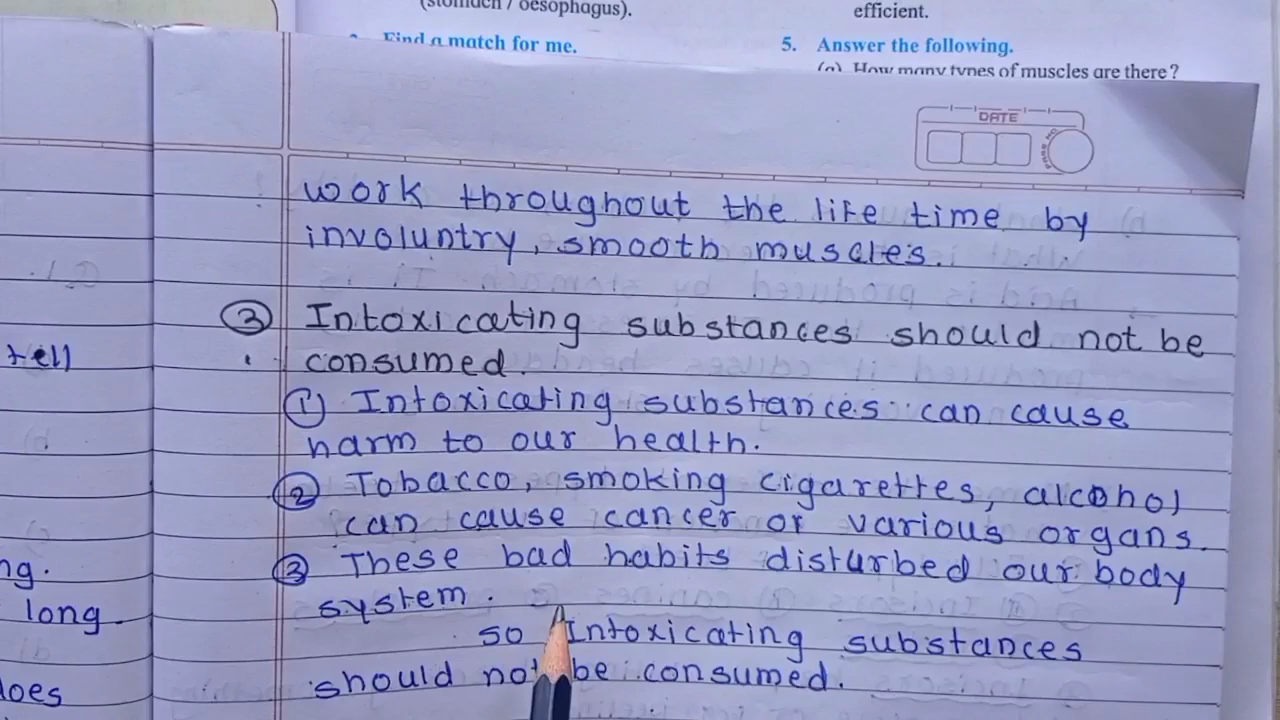 (stomach / oesophagus).
efficient.
Find a match for me.
5. Answer the following.
(a) How many types of muscles are there?
DATE
work throughout the life time by
involuntry, smooth muscles.
③ Intoxicating substances should not be
consumed.
① Intoxicating substances can cause
harm to our health.
② Tobacco, smoking cigarettes, alcohol
can cause cancer of various organs.
③ These bad habits disturbed our body
system.
so Intoxicating substances
should not be consumed.
tell
ng.
long
does